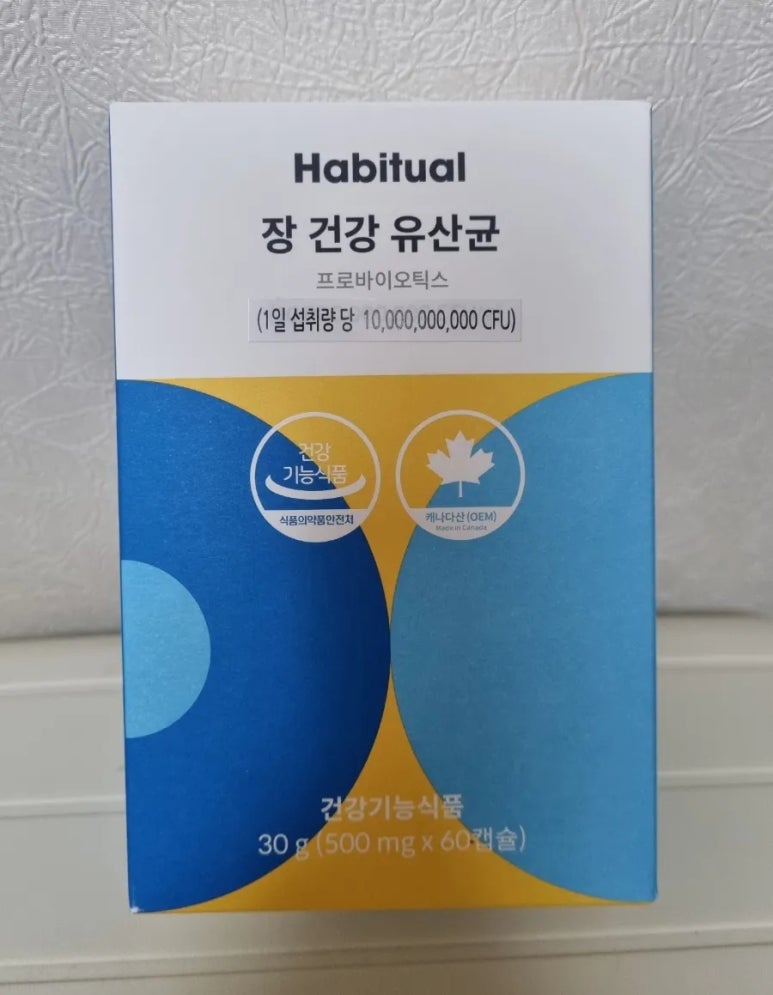 Habitual
장 건강 유산균
프로바이오틱스
(1일 섭취량 당 10,000,000,000 CFU)
건강
기능식품
식품의약품안전처
캐나다산 (OEM)
Made in Canada
건강기능식품
30 g (500 mg x 60캡슐)